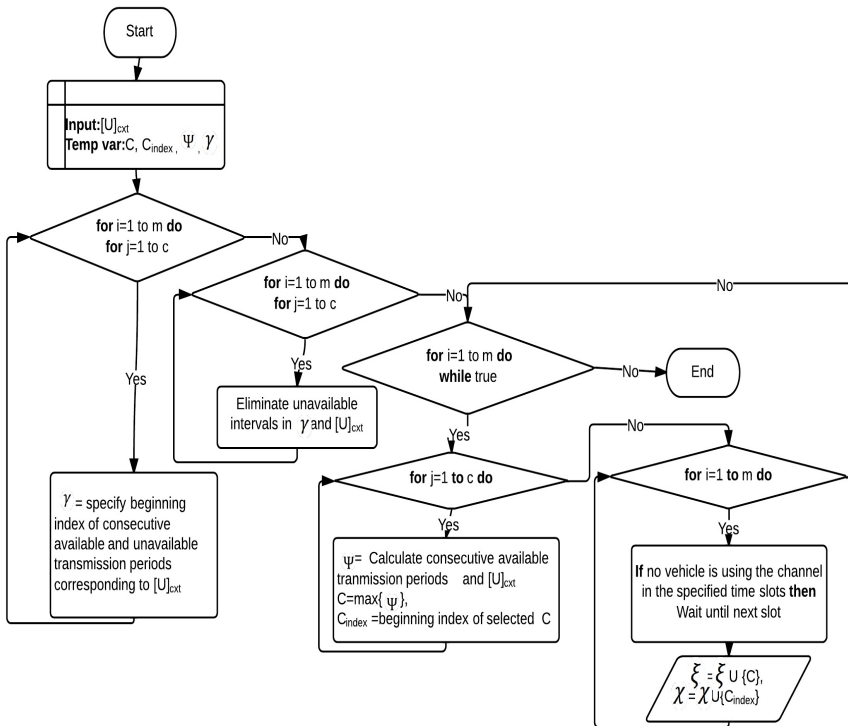 Start
Input:[U]cxt
Temp var:C, Cindex , Ψ , γ
for i=1 to m do
for j=1 to c
No
for i=1 to m do
for j=1 to c
No
No
for i=1 to m do
while true
No
End
Yes
Yes
Eliminate unavailable
intervals in γ and [U]cxt
Yes
No
for j=1 to c do
for i=1 to m do
γ = specify beginning
index of consecutive
available and unavailable
transmission periods
corresponding to [U]cxt
Yes
Yes
Ψ= Calculate consecutive available
tranmission periods and [U]cxt
C=max{ Ψ},
Cindex =beginning index of selected C
If no vehicle is using the channel
in the specified time slots then
Wait until next slot
ξ = ξ U {C},
χ = χ U{Cindex}